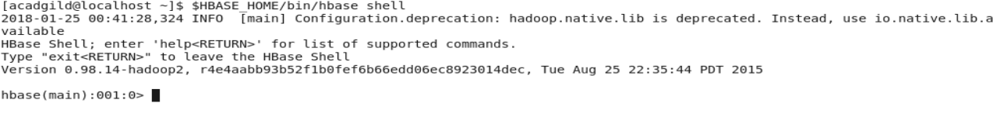 [acadgild@localhost ~]$ $HBASE_HOME/bin/hbase shell
2018-01-25 00:41:28,324 INFO  [main] Configuration.deprecation: hadoop.native.lib is deprecated. Instead, use io.native.lib.a
vailable
HBase Shell; enter 'help<RETURN>' for list of supported commands.
Type "exit<RETURN>" to leave the HBase Shell
Version 0.98.14-hadoop2, r4e4aabb93b52f1b0fef6b66edd06ec8923014dec, Tue Aug 25 22:35:44 PDT 2015
hbase(main):001:0>